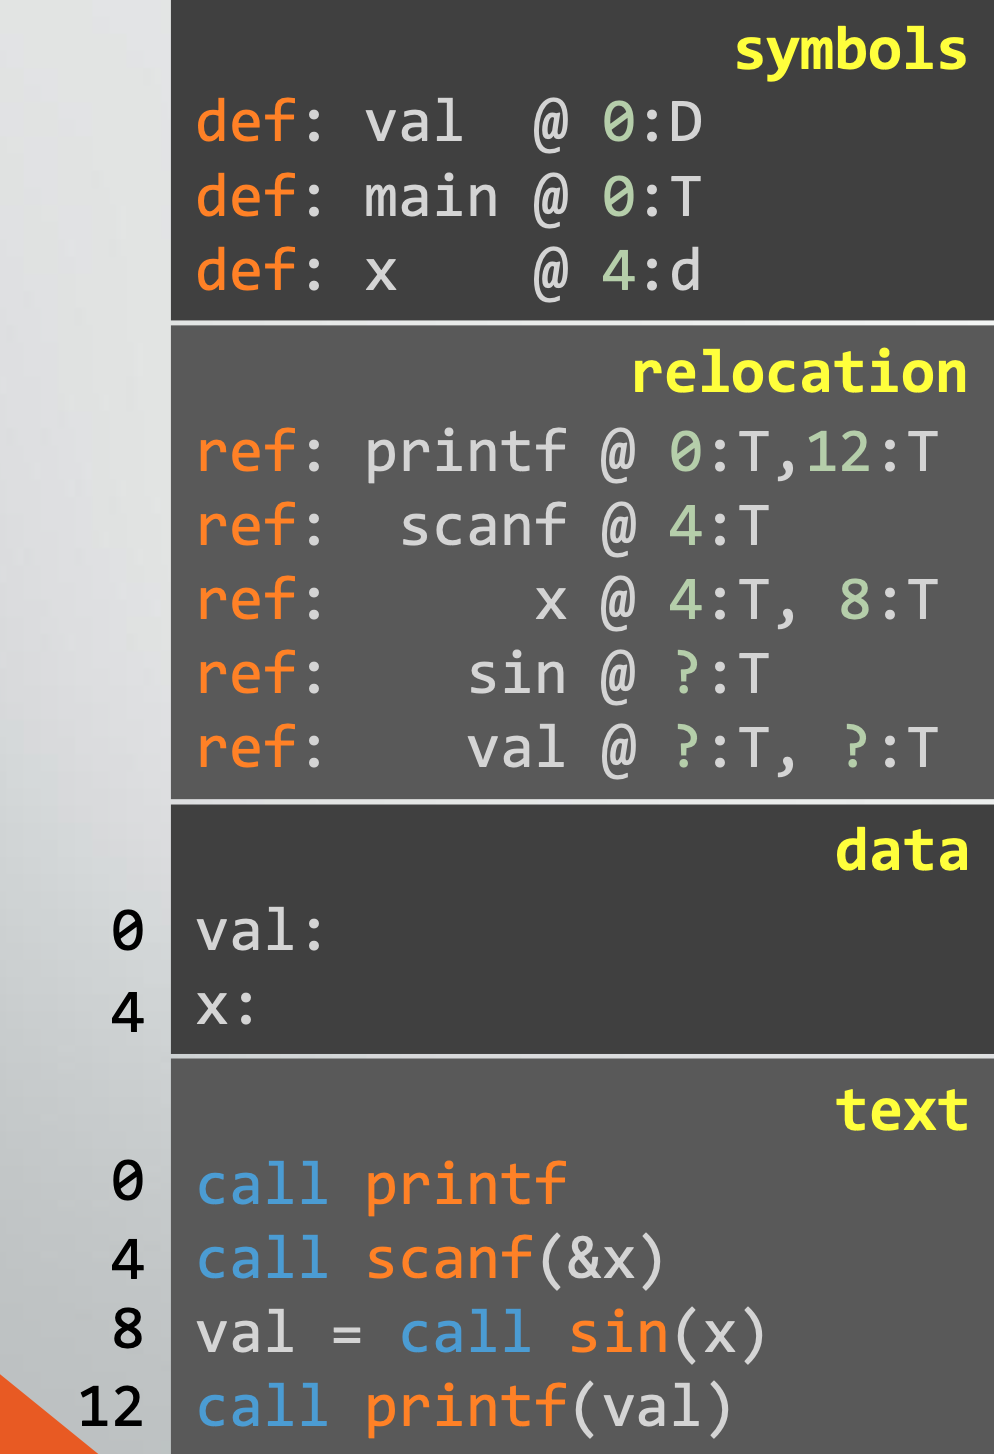 symbols
def: val @ 0:D
def: main @ 0:T
def: x @ 4:d
relocation
ref: printf @ 0:T,12:T
ref: scanf @ 4:T
ref: x @ 4:T, 8:T
ref: sin @ ?:T
ref: val @ ?:T, ?:T
data
0 val:
4 x:
text
0 call printf
4 call scanf(&x)
8 val = call sin(x)
12 call printf(val)